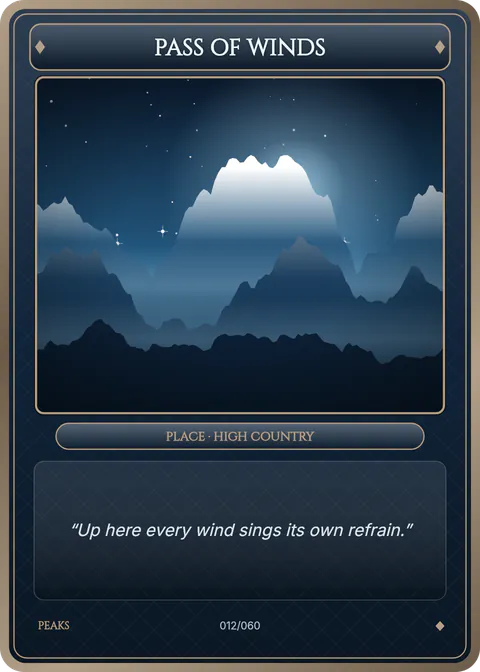 PASS OF WINDS
PLACE · HIGH COUNTRY
“Up here every wind sings its own refrain.”
PEAKS
012/060